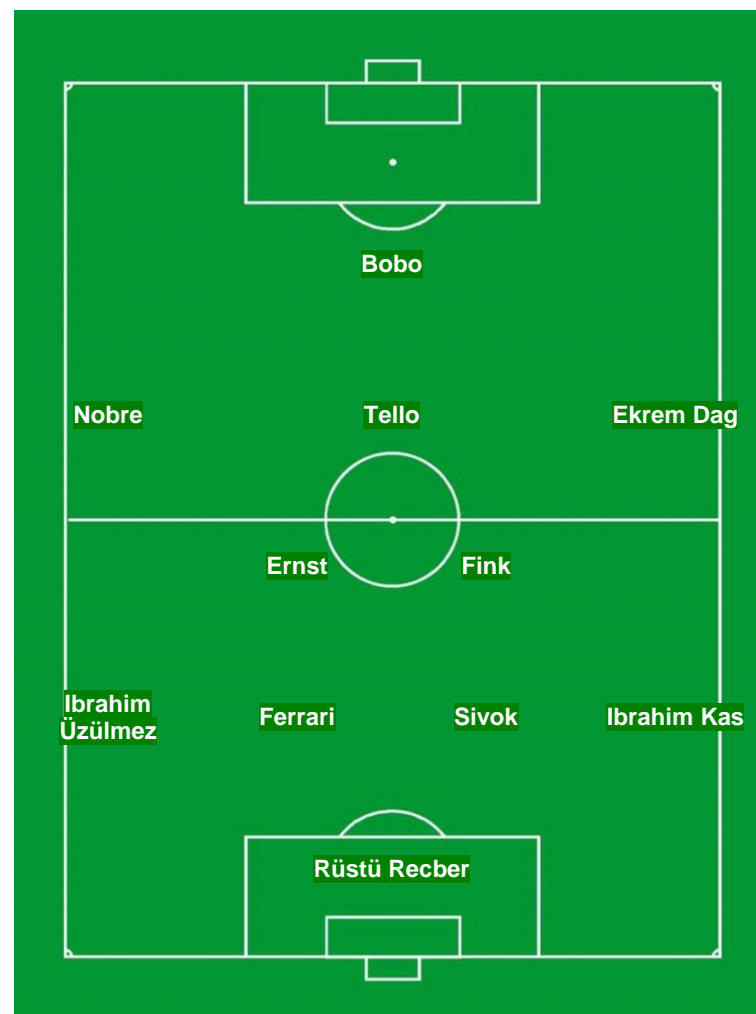 Bobo
Nobre
Tello
Ekrem Dag
Ernst
Fink
Ibrahim
Üzülmez
Ferrari
Sivok
Ibrahim Kas
Rüstü Recber